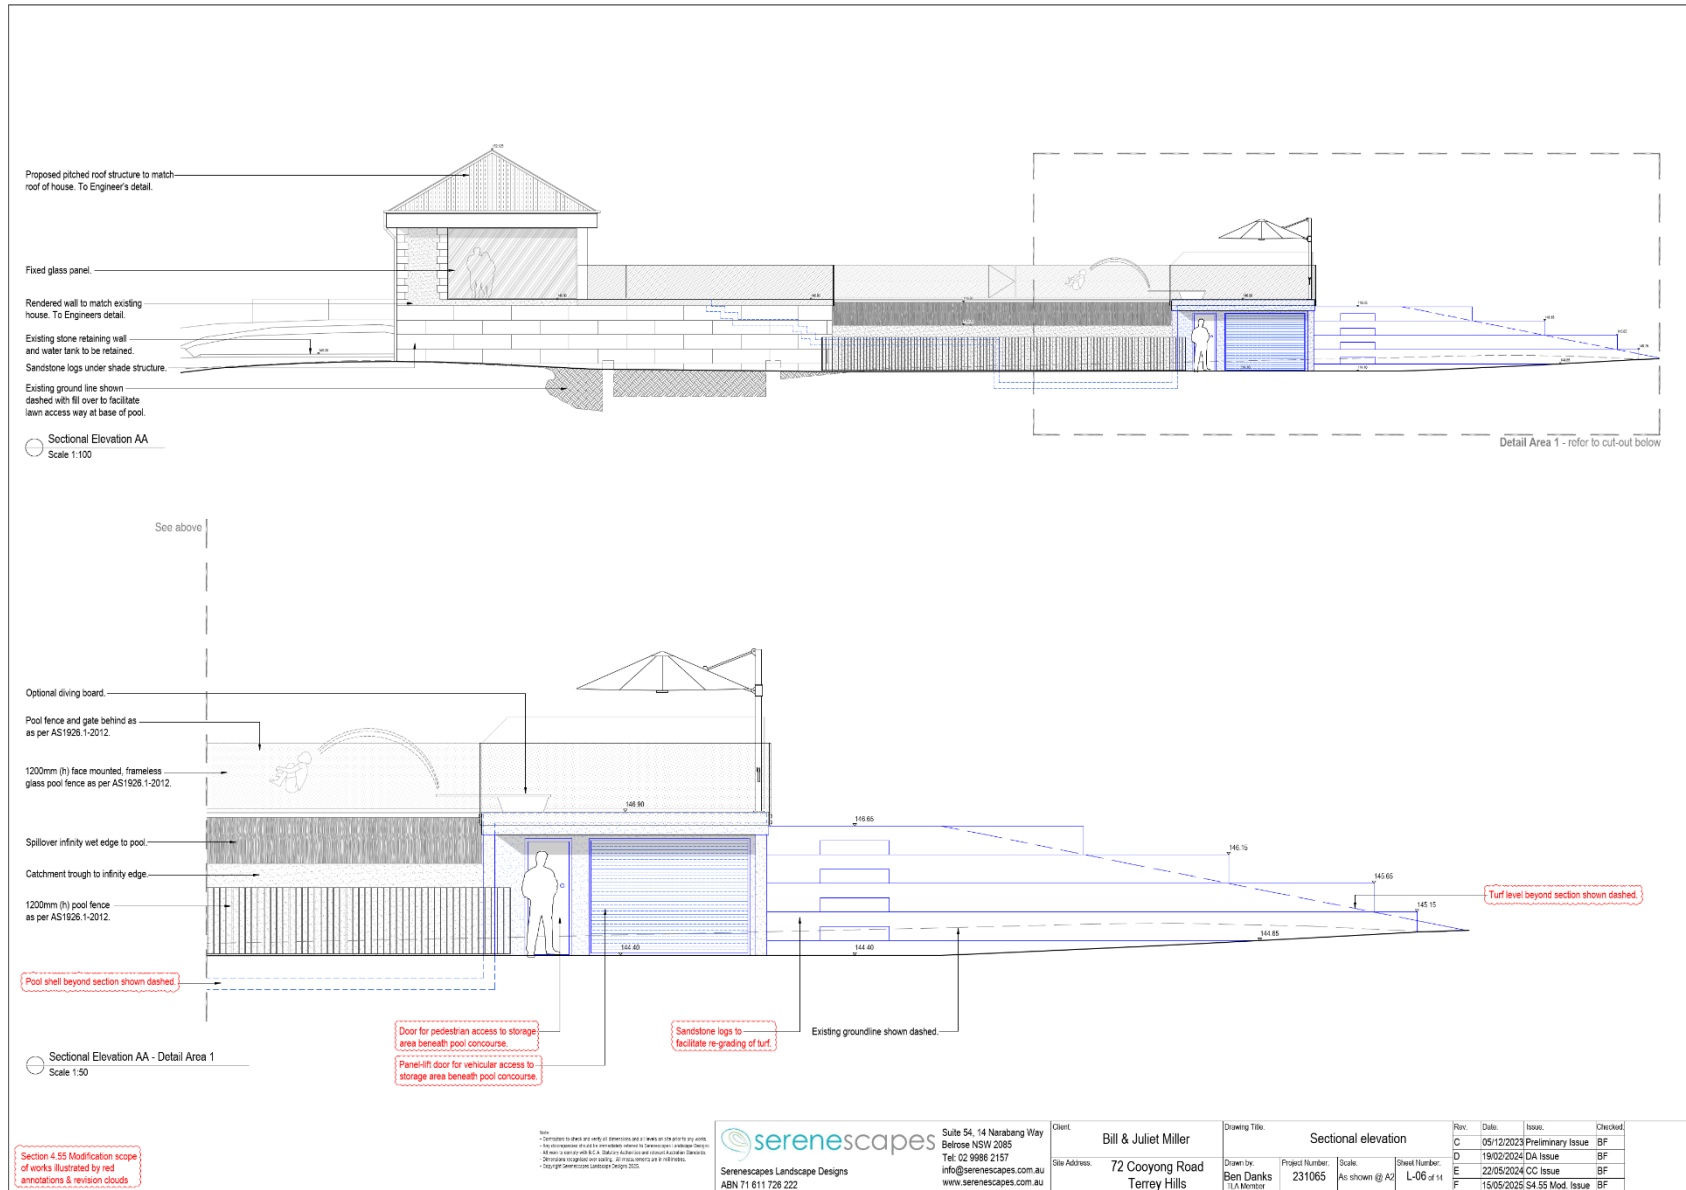 Proposed pitched roof structure to match
roof of house. To Engineer's detail.
Fixed glass panel.
Rendered wall to match existing
house. To Engineers detail.
Existing stone retaining wall
and water tank to be retained.
Sandstone logs under shade structure.
Existing ground line shown
dashed with fill over to facilitate
lawn access way at base of pool.
Sectional Elevation AA
Scale 1:100
Detail Area 1 - refer to cut-out below
See above
Optional diving board.
Pool fence and gate behind as
as per AS1926.1-2012.
1200mm (h) face mounted, frameless
glass pool fence as per AS1926.1-2012.
Spillover infinity wet edge to pool.
Catchment trough to infinity edge.
1200mm (h) pool fence
as per AS1926.1-2012.
Pool shell beyond section shown dashed.
146.90
146.65
146.15
145.65
145.15
144.65
144.40
144.40
Turf level beyond section shown dashed.
Door for pedestrian access to storage
area beneath pool concourse.
Panel-lift door for vehicular access to
storage area beneath pool concourse.
Sandstone logs to
facilitate re-grading of turf.
Existing groundline shown dashed.
Sectional Elevation AA - Detail Area 1
Scale 1:50
Section 4.55 Modification scope
of works illustrated by red
annotations & revision clouds
serenescapes
Serenescapes Landscape Designs
ABN 71 611 726 222
Suite 54, 14 Narabang Way
Belrose NSW 2085
Tel: 02 9986 2157
info@serenescapes.com.au
www.serenescapes.com.au
Client.
Bill & Juliet Miller
Site Address.
72 Cooyong Road
Terrey Hills
Drawing Title.
Sectional elevation
Drawn by.
Ben Danks
TLA Member
Project Number.
231065
Scale.
As shown @ A2
Sheet Number.
L-06 of 14
Rev. Date. Issue. Checked.
C 05/12/2023 Preliminary Issue BF
D 19/02/2024 DA Issue BF
E 22/05/2024 CC Issue BF
F 15/05/2025 S4.55 Mod. Issue BF